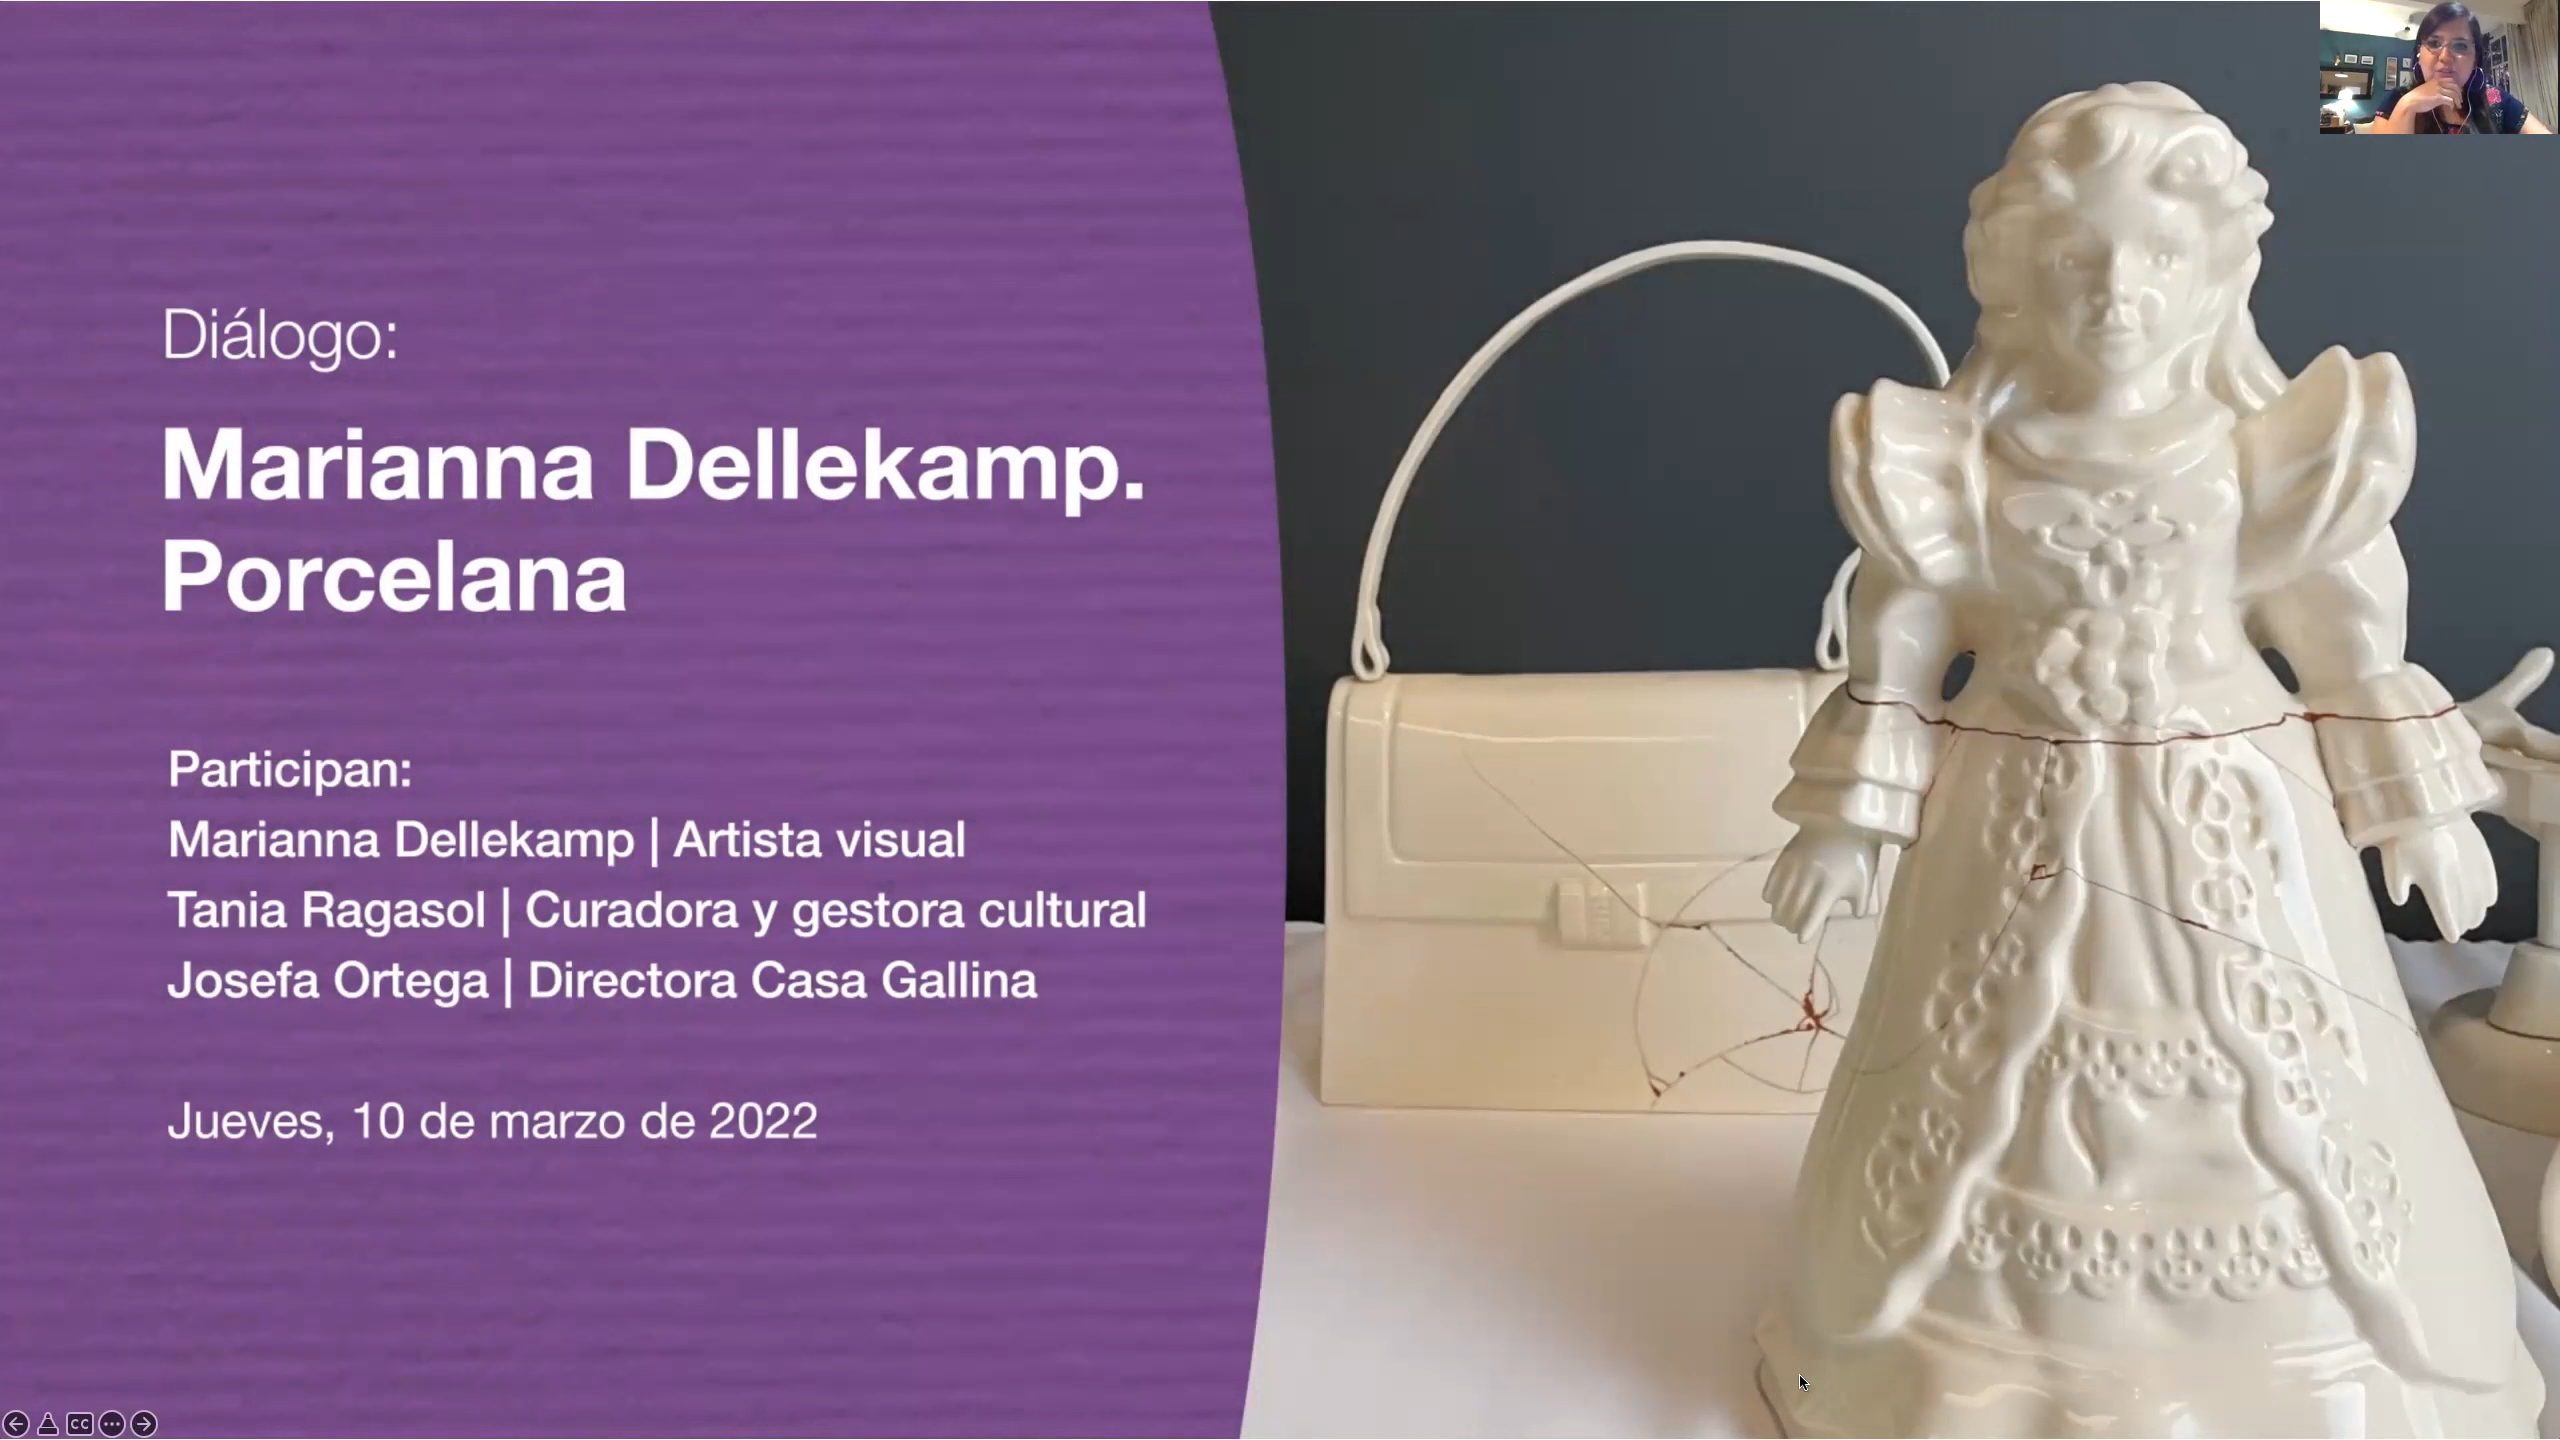 Diálogo:
Marianna Dellekamp.
Porcelana
Participan:
Marianna Dellekamp | Artista visual
Tania Ragasol | Curadora y gestora cultural
Josefa Ortega | Directora Casa Gallina
Jueves, 10 de marzo de 2022
CC